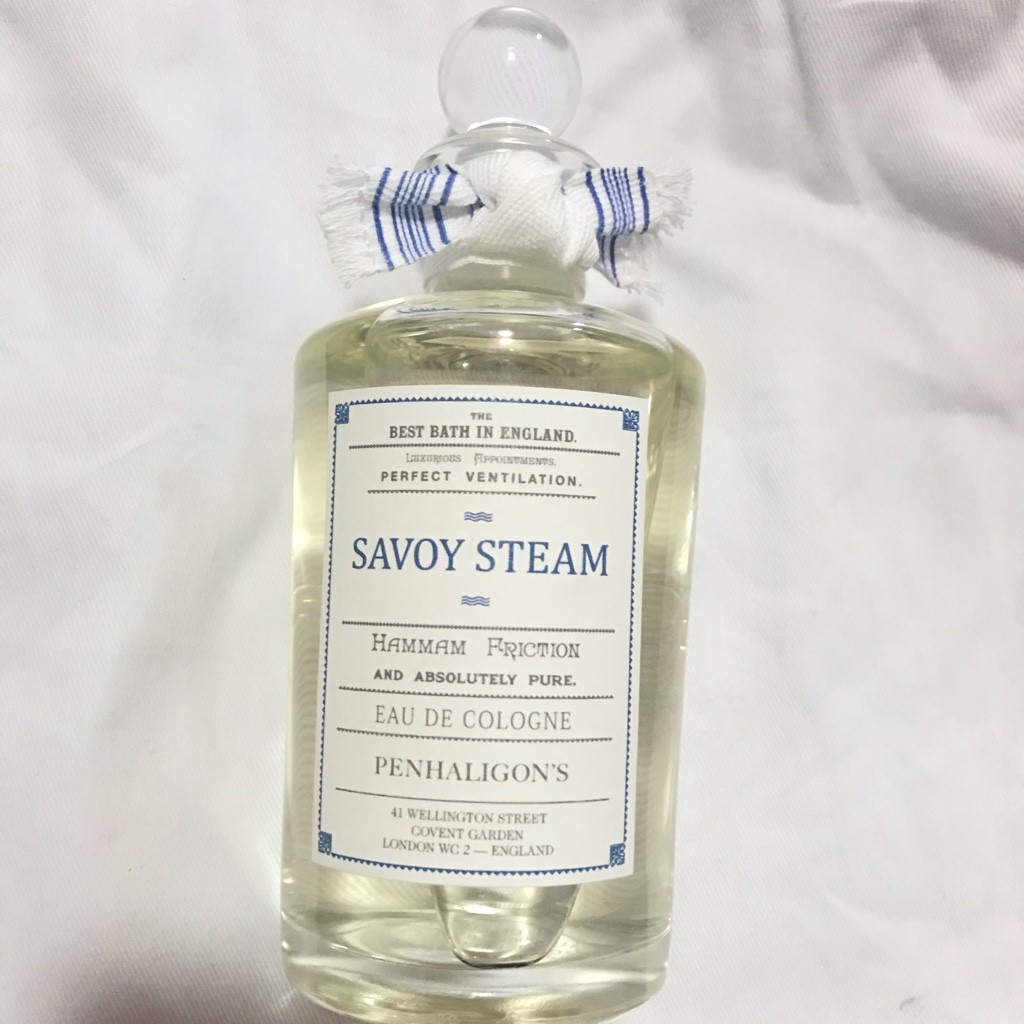 THE
BEST BATH IN ENGLAND.
LUXURIOUS APPOINTMENTS.
PERFECT VENTILATION.
SAVOY STEAM
HAMMAM FRICTION
AND ABSOLUTELY PURE.
EAU DE COLOGNE
PENHALIGON'S
41 WELLINGTON STREET
COVENT GARDEN
LONDON WC 2 — ENGLAND